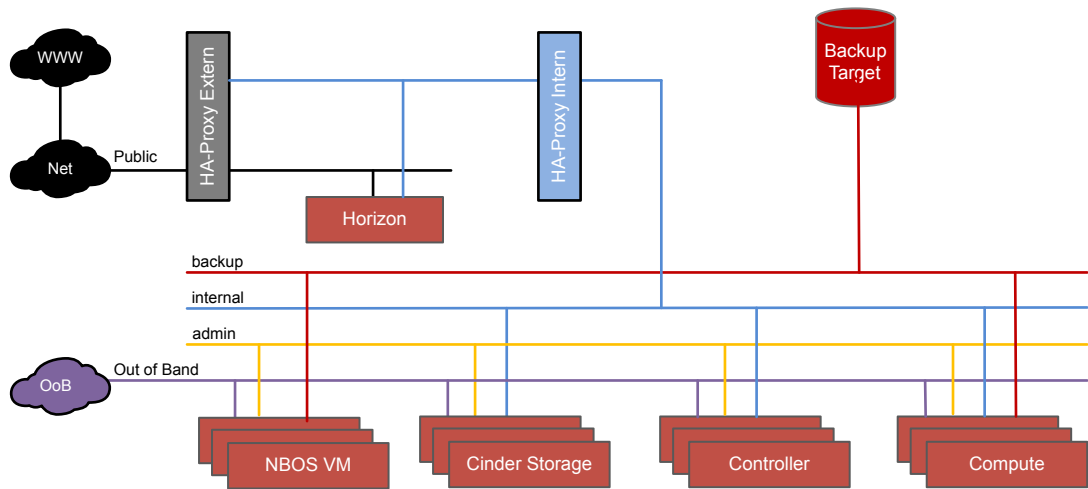 WWW
Net
Public
HA-Proxy Extern
HA-Proxy Intern
Backup
Target
Horizon
backup
internal
admin
Out of Band
OoB
NBOS VM
Cinder Storage
Controller
Compute